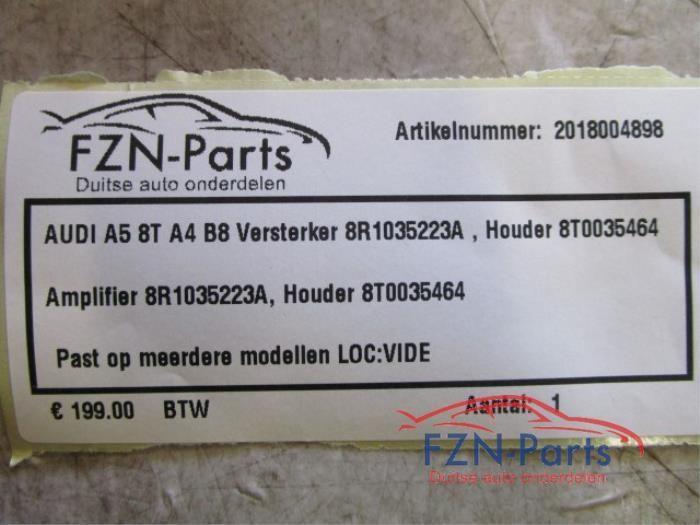 FZN-Parts
Duitse auto onderdelen
Artikelnummer: 2018004898
AUDI A5 8T A4 B8 Versterker 8R1035223A , Houder 8T0035464
Amplifier 8R1035223A, Houder 8T0035464
Past op meerdere modellen LOC:VIDE
€ 199.00 BTW Aantal: 1
FZN-Parts
Duitse auto onderdelen